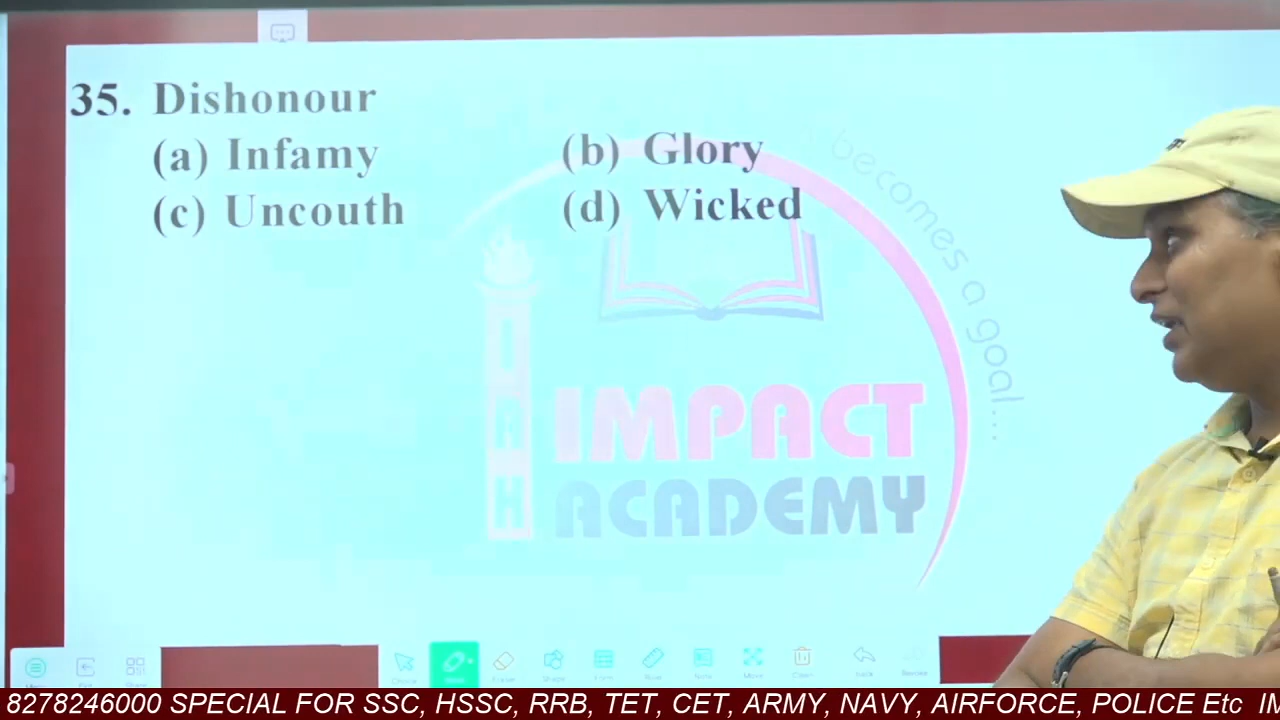 35. Dishonour
(a) Infamy (b) Glory
(c) Uncouth (d) Wicked
becomes a goal...
IMPACT
ACADEMY
8278246000 SPECIAL FOR SSC, HSSC, RRB, TET, CET, ARMY, NAVY, AIRFORCE, POLICE Etc